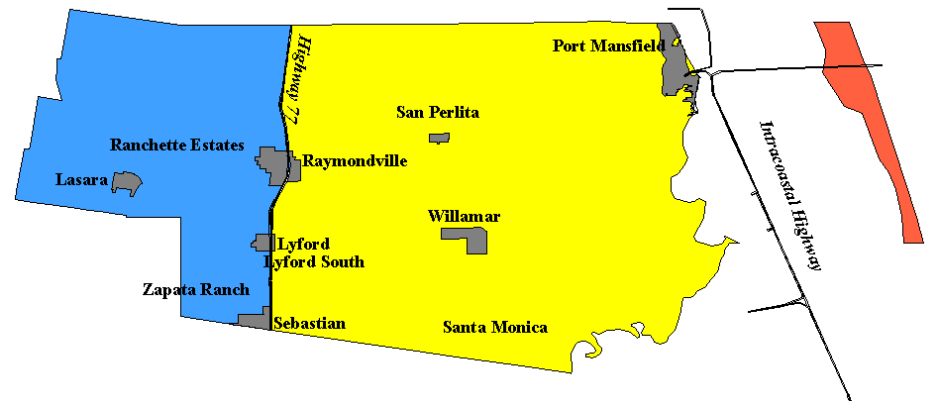 Port Mansfield
Highway 77
San Perlita
Ranchette Estates
Raymondville
Lasara
Intracoastal Highway
Willamar
Lyford
Lyford South
Zapata Ranch
Sebastian
Santa Monica